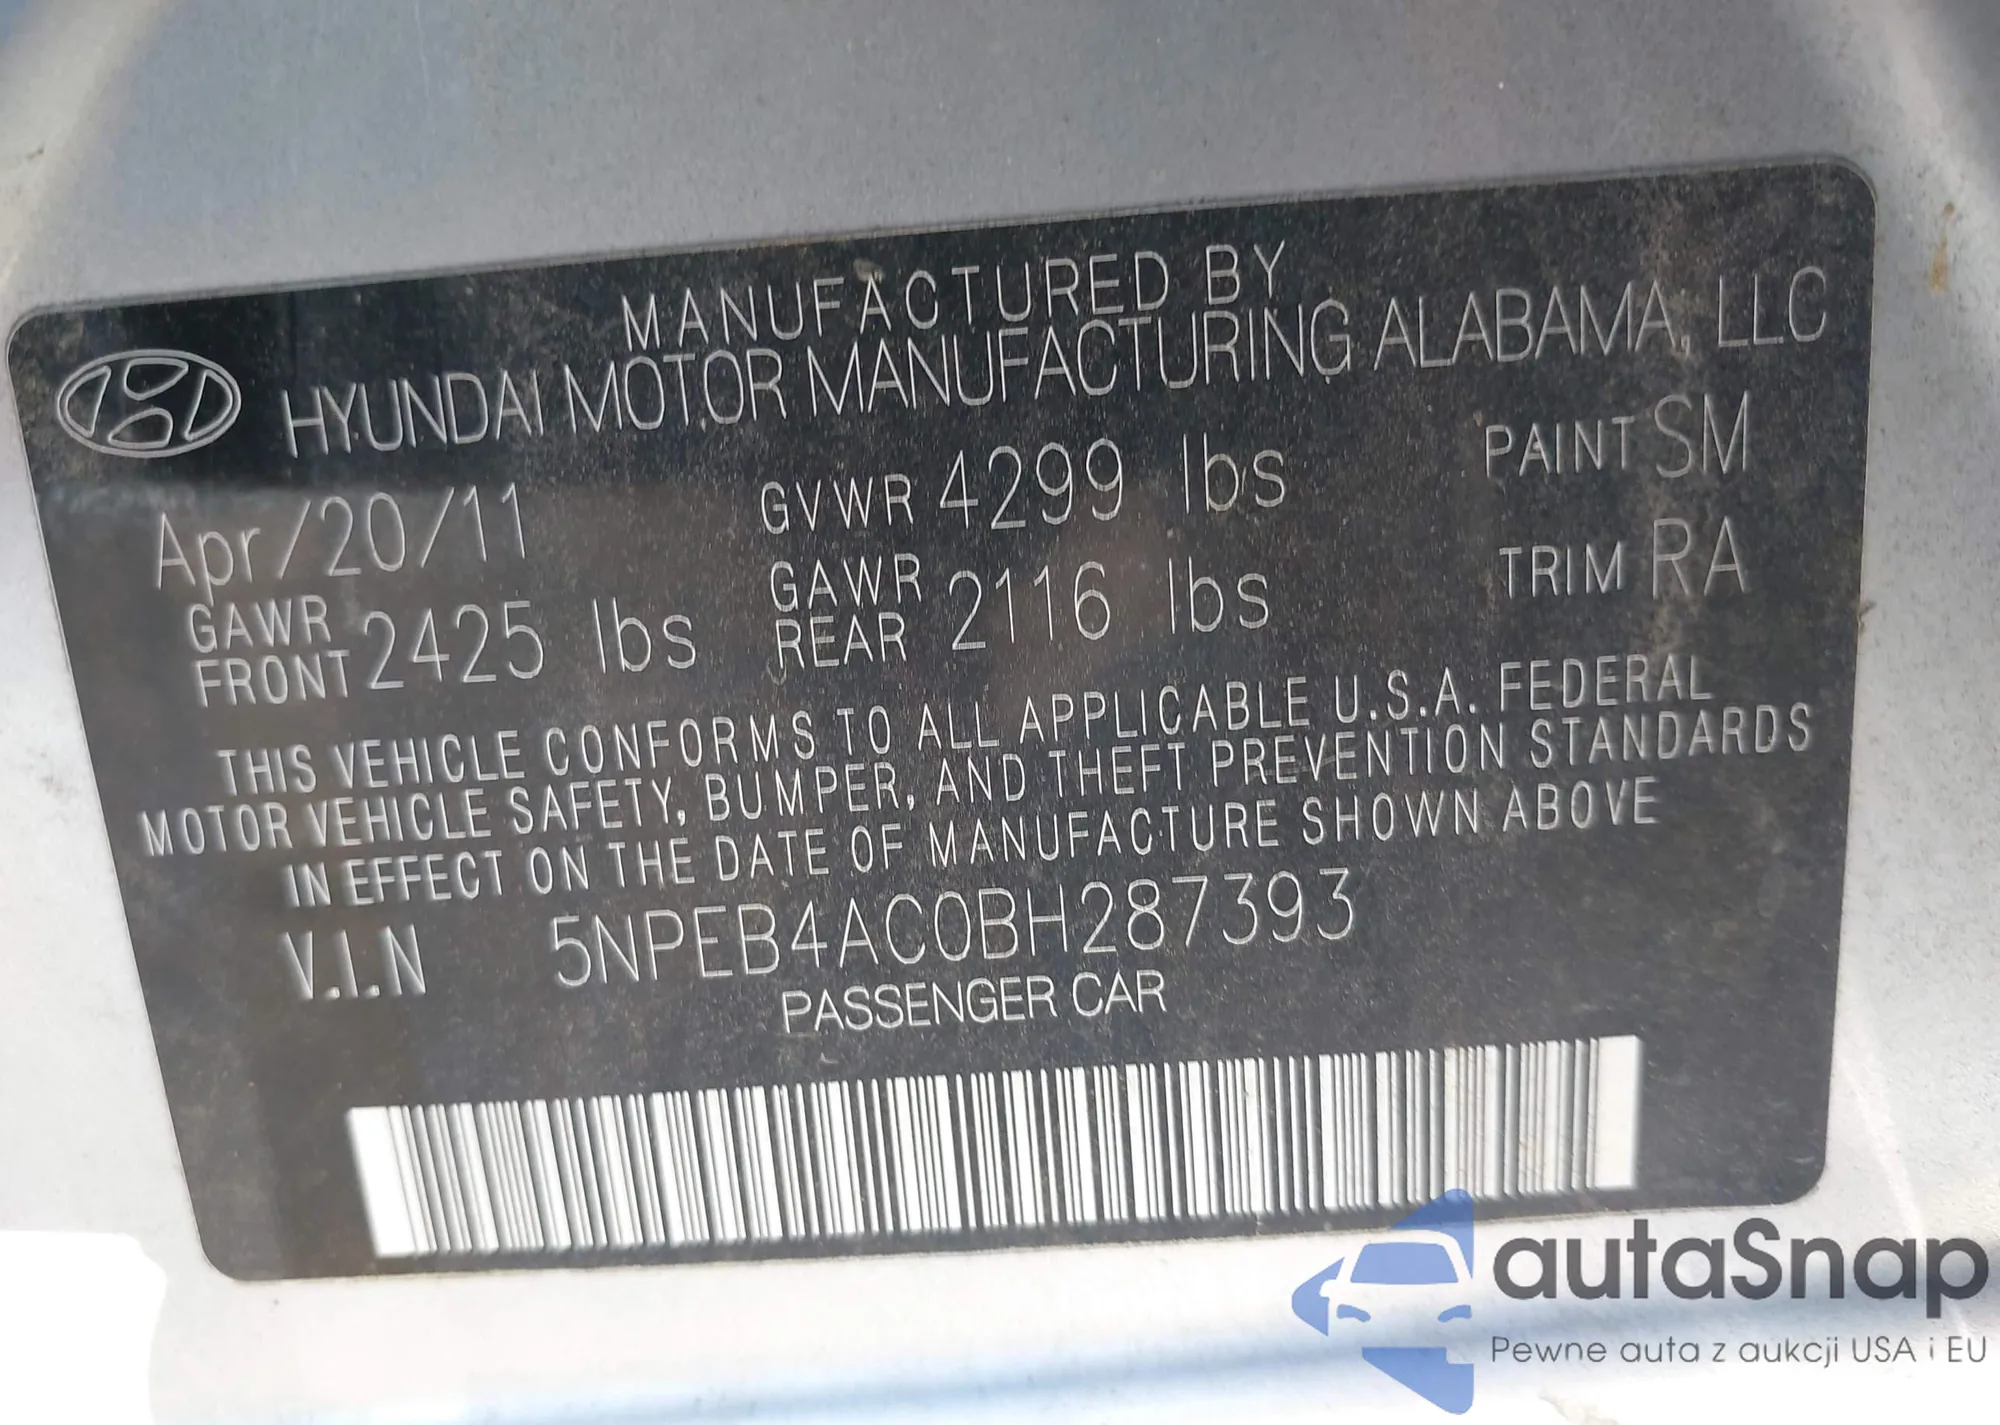 MANUFACTURED BY
HYUNDAI MOTOR MANUFACTURING ALABAMA, LLC
Apr/20/11 GVWR 4299 lbs PAINT SM
GAWR FRONT 2425 lbs GAWR REAR 2116 lbs TRIM RA
THIS VEHICLE CONFORMS TO ALL APPLICABLE U.S.A. FEDERAL
MOTOR VEHICLE SAFETY, BUMPER, AND THEFT PREVENTION STANDARDS
IN EFFECT ON THE DATE OF MANUFACTURE SHOWN ABOVE
V.I.N 5NPEB4AC0BH287393
PASSENGER CAR
autaSnap
Pewne auta z aukcji USA i EU